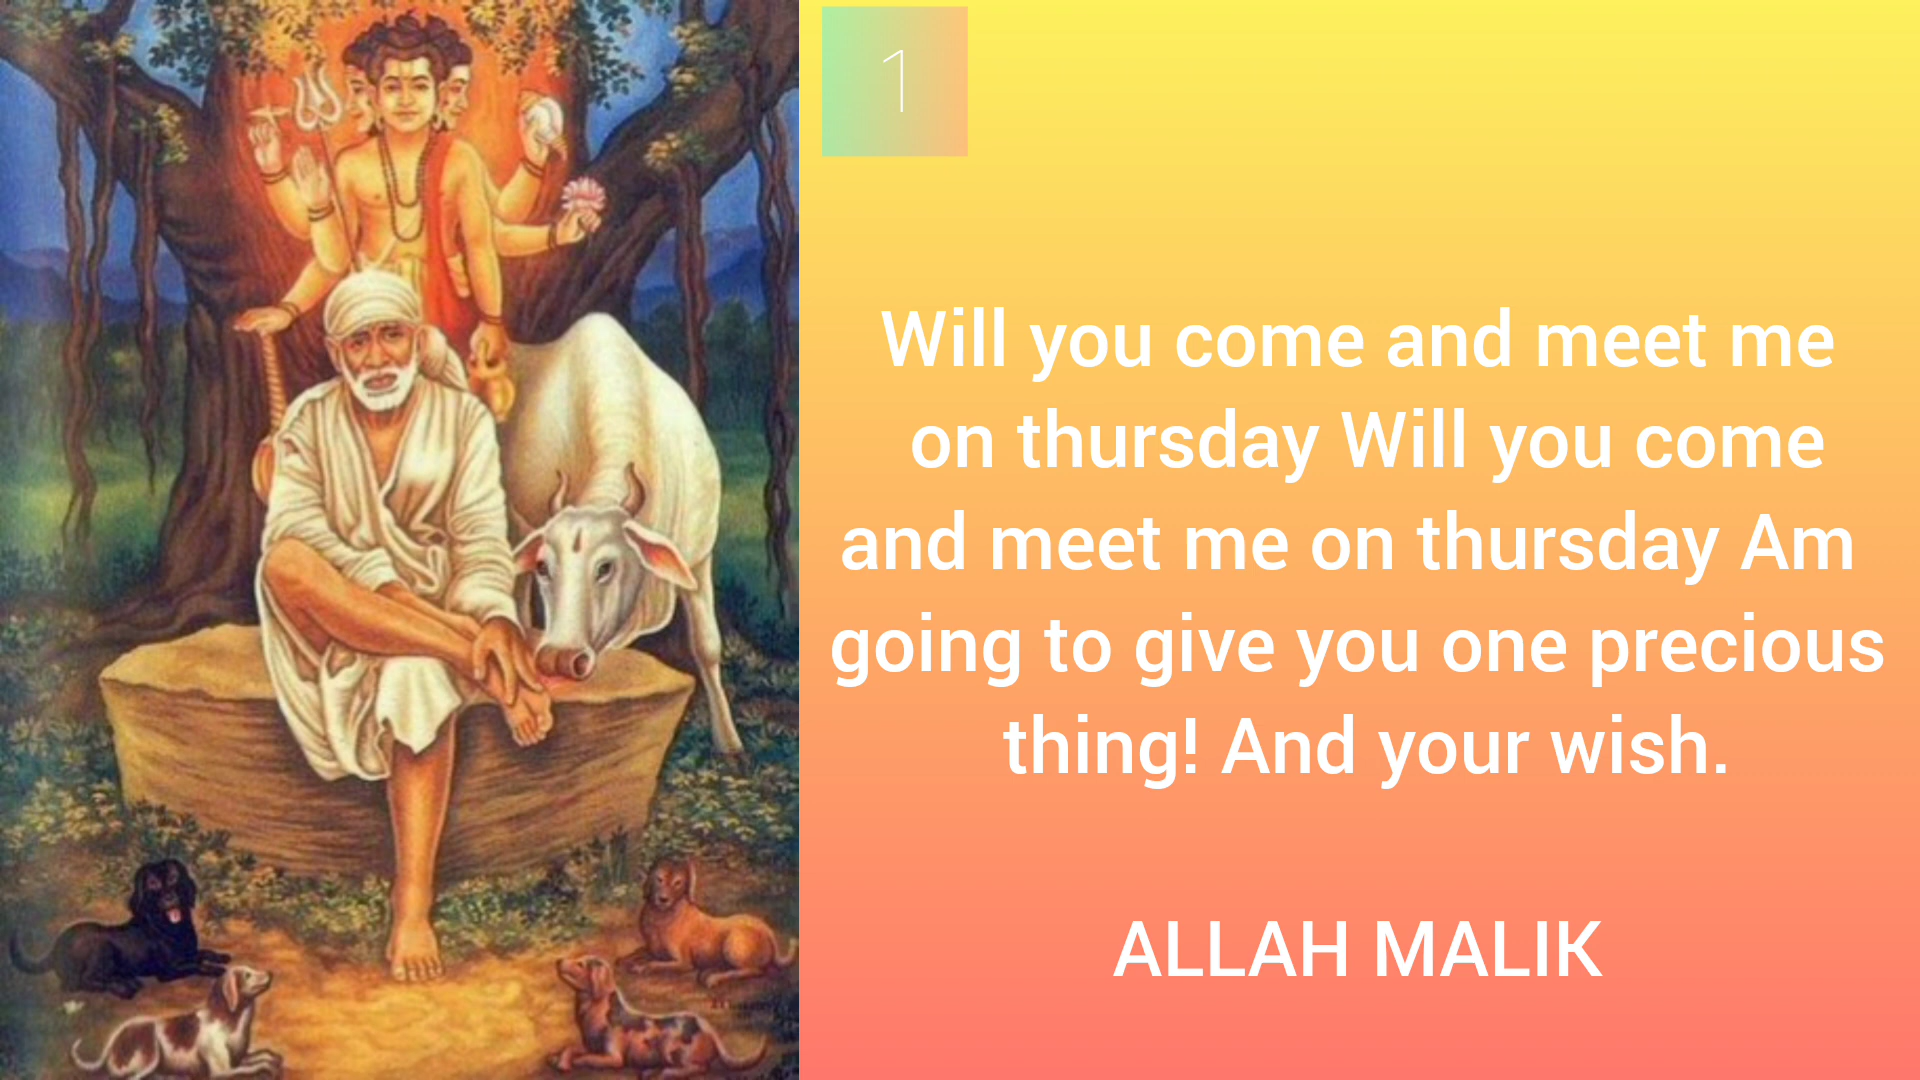 1
Will you come and meet me
on thursday Will you come
and meet me on thursday Am
going to give you one precious
thing! And your wish.
ALLAH MALIK